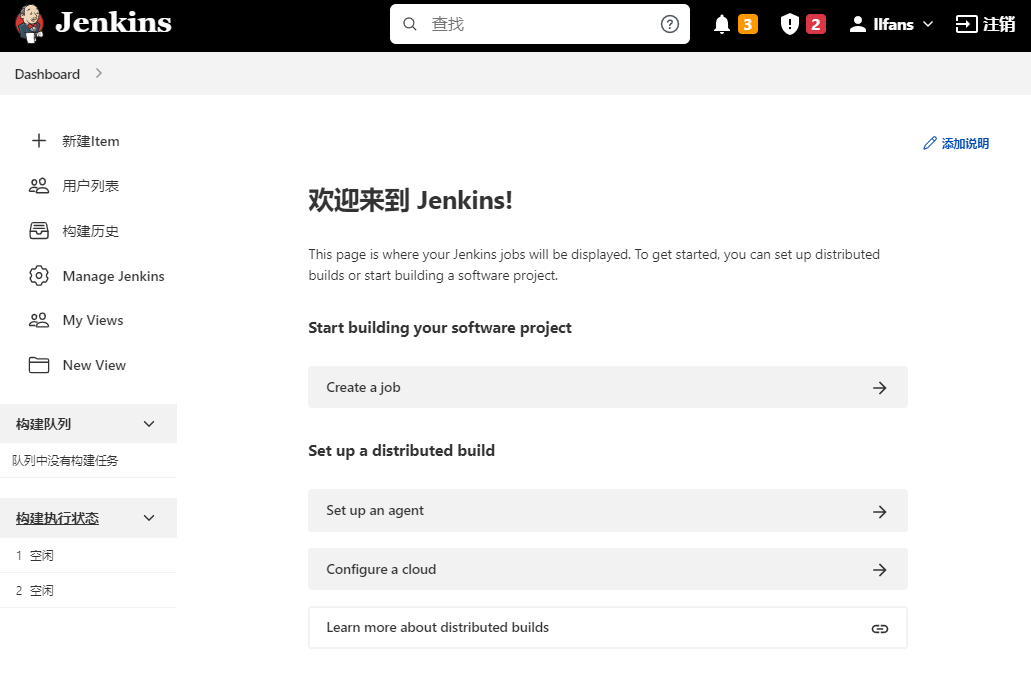 Jenkins
查找
3
2
llfans
注销
Dashboard
新建Item
用户列表
构建历史
Manage Jenkins
My Views
New View
构建队列
队列中没有构建任务
构建执行状态
1 空闲
2 空闲
添加说明
欢迎来到 Jenkins!
This page is where your Jenkins jobs will be displayed. To get started, you can set up distributed
builds or start building a software project.
Start building your software project
Create a job
Set up a distributed build
Set up an agent
Configure a cloud
Learn more about distributed builds